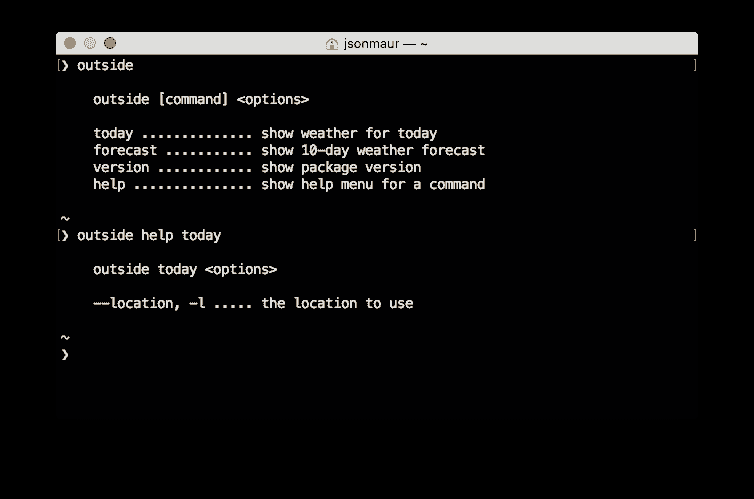 jsonmaur — ~
[❯ outside ]
outside [command] <options>
today .............. show weather for today
forecast ........... show 10-day weather forecast
version ............ show package version
help ............... show help menu for a command
~
[❯ outside help today ]
outside today <options>
--location, -l ..... the location to use
~
❯